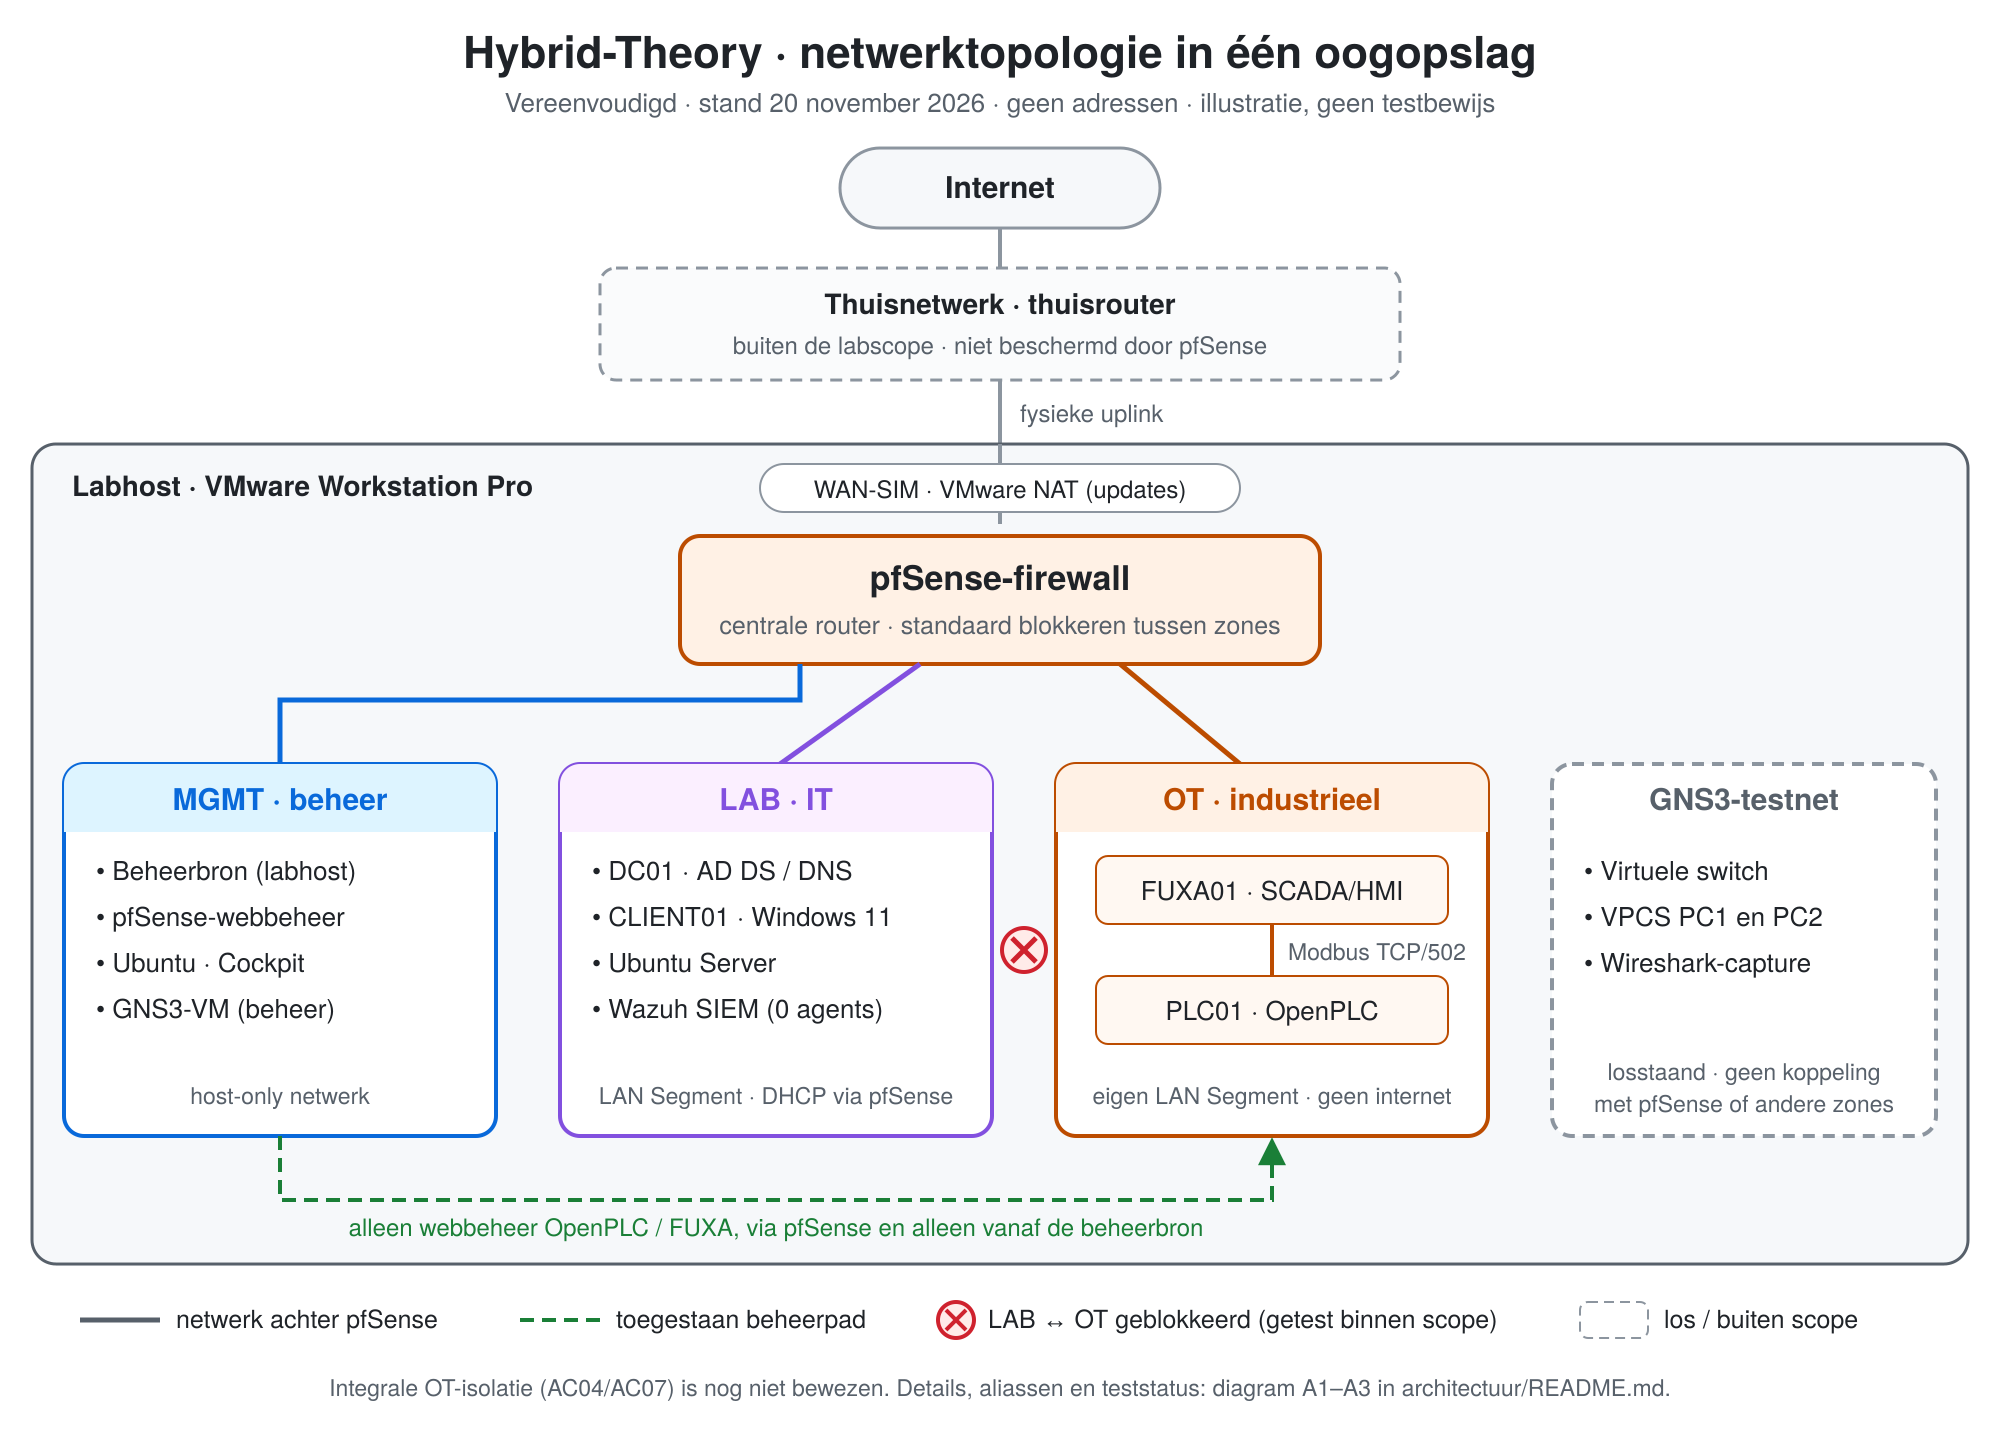 Hybrid-Theory · netwerktopologie in één oogopslag
Vereenvoudigd · stand 20 november 2026 · geen adressen · illustratie, geen testbewijs
Internet
Thuisnetwerk · thuisrouter
buiten de labscope · niet beschermd door pfSense
fysieke uplink
Labhost · VMware Workstation Pro
WAN-SIM · VMware NAT (updates)
pfSense-firewall
centrale router · standaard blokkeren tussen zones
MGMT · beheer
• Beheerbron (labhost)
• pfSense-webbeheer
• Ubuntu · Cockpit
• GNS3-VM (beheer)
host-only netwerk
LAB · IT
• DC01 · AD DS / DNS
• CLIENT01 · Windows 11
• Ubuntu Server
• Wazuh SIEM (0 agents)
LAN Segment · DHCP via pfSense
OT · industrieel
FUXA01 · SCADA/HMI
Modbus TCP/502
PLC01 · OpenPLC
eigen LAN Segment · geen internet
GNS3-testnet
• Virtuele switch
• VPCS PC1 en PC2
• Wireshark-capture
losstaand · geen koppeling
met pfSense of andere zones
alleen webbeheer OpenPLC / FUXA, via pfSense en alleen vanaf de beheerbron
netwerk achter pfSense
toegestaan beheerpad
LAB ↔ OT geblokkeerd (getest binnen scope)
los / buiten scope
Integrale OT-isolatie (AC04/AC07) is nog niet bewezen. Details, aliassen en teststatus: diagram A1–A3 in architectuur/README.md.